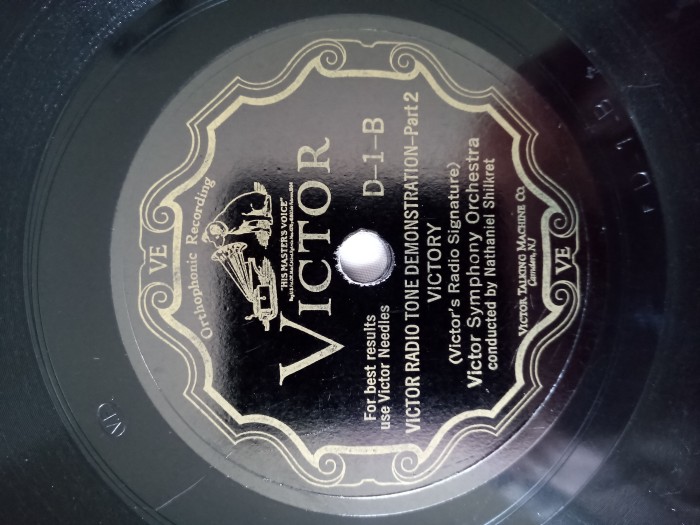 VE
Orthophonic Recording
"HIS MASTER'S VOICE"
VICTOR
For best results
use Victor Needles
D-1-B
VICTOR RADIO TONE DEMONSTRATION-Part 2
VICTORY
(Victor's Radio Signature)
Victor Symphony Orchestra
conducted by Nathaniel Shilkret
VICTOR TALKING MACHINE CO.
Camden, N.J.
VE
VE